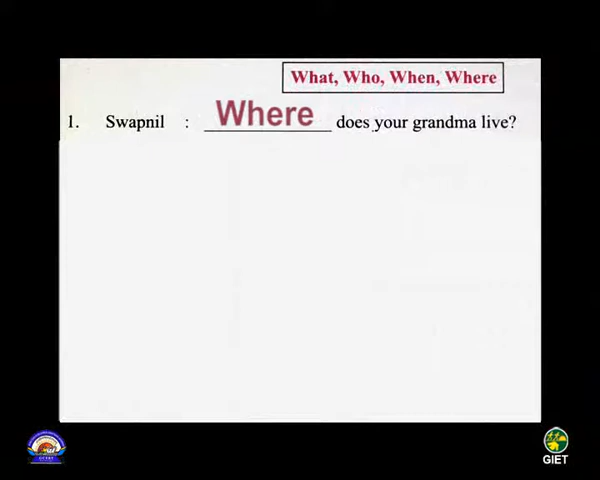 What, Who, When, Where
1. Swapnil : Where does your grandma live?
GIET